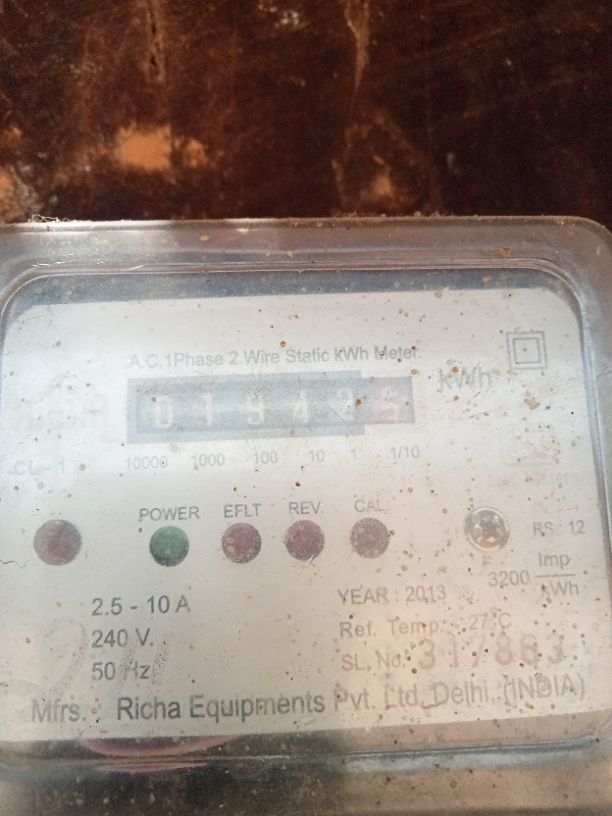 A.C.1Phase 2 Wire Static kWh Meter.
kWh
CL - 1
10000 1000 100 10 1 1/10
POWER EFLT REV. CAL.
RS : 12
3200 Imp
kWh
2.5 - 10 A
YEAR : 2013
240 V.
Ref. Temp. : 27°C
50 Hz
SL. No. 317863
Mfrs. : Richa Equipments Pvt. Ltd. Delhi, (INDIA)